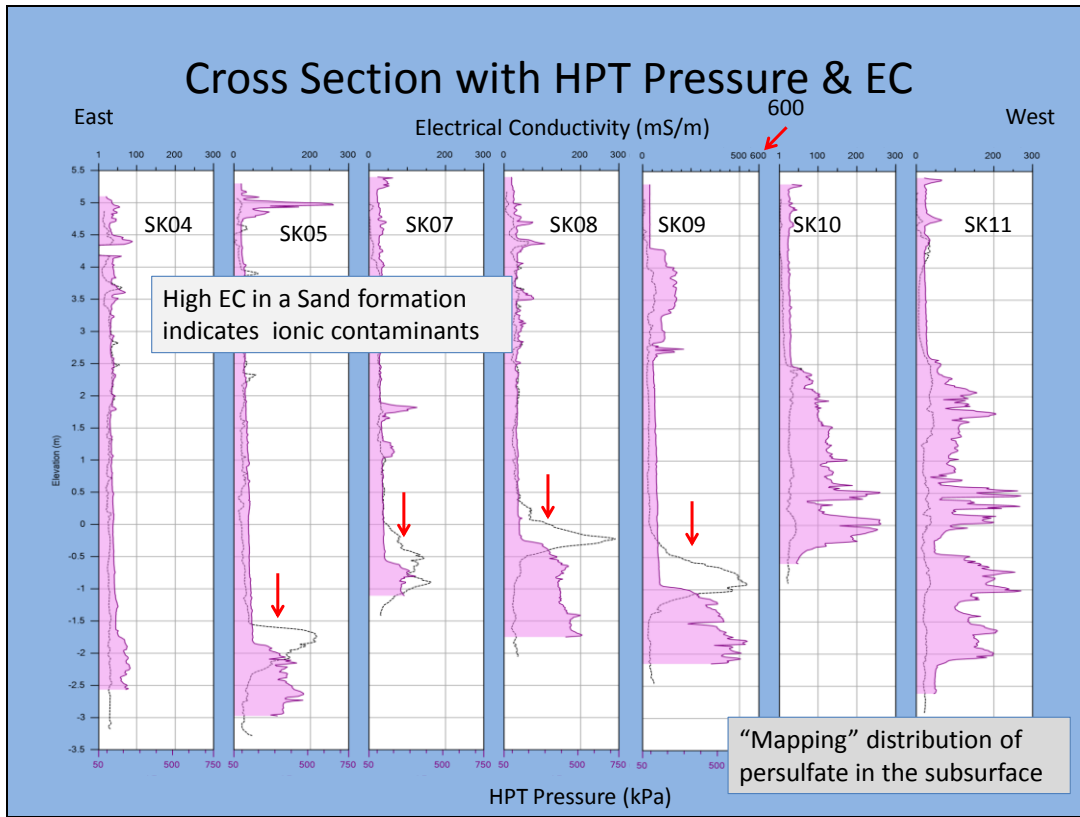 Cross Section with HPT Pressure & EC
East
Electrical Conductivity (mS/m)
600
West
1 100 200 300
0 100 200 300
0 100 200 300
0 100 200 300
0 500 600
1 100 200 300
0 100 200 300
5.5
5
4.5
4
3.5
3
2.5
2
1.5
1
0.5
0
-0.5
-1
-1.5
-2
-2.5
-3
-3.5
Elevation (m)
SK04
SK05
SK07
SK08
SK09
SK10
SK11
High EC in a Sand formation
indicates ionic contaminants
"Mapping" distribution of
persulfate in the subsurface
50 500 750
50 500 750
50 500 750
50 500 750
50 500
HPT Pressure (kPa)